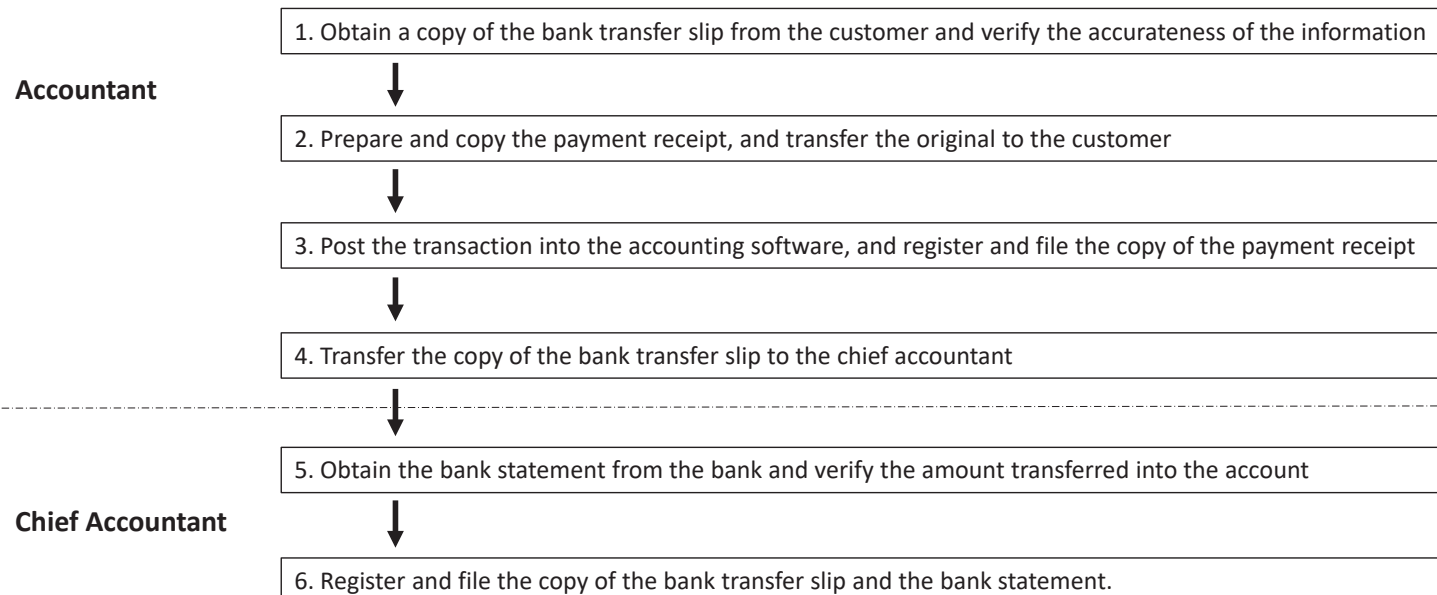 1. Obtain a copy of the bank transfer slip from the customer and verify the accurateness of the information
Accountant
2. Prepare and copy the payment receipt, and transfer the original to the customer
3. Post the transaction into the accounting software, and register and file the copy of the payment receipt
4. Transfer the copy of the bank transfer slip to the chief accountant
5. Obtain the bank statement from the bank and verify the amount transferred into the account
Chief Accountant
6. Register and file the copy of the bank transfer slip and the bank statement.